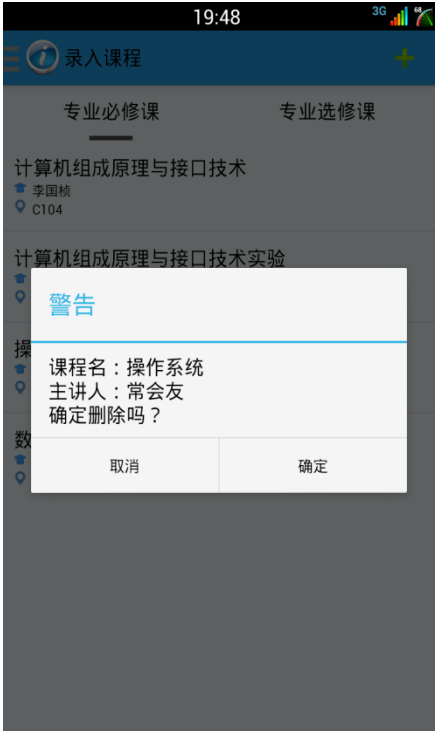 19:48
3G
68
录入课程
专业必修课
专业选修课
计算机组成原理与接口技术
李国桢
C104
计算机组成原理与接口技术实验
操
数
警告
课程名：操作系统
主讲人：常会友
确定删除吗？
取消
确定